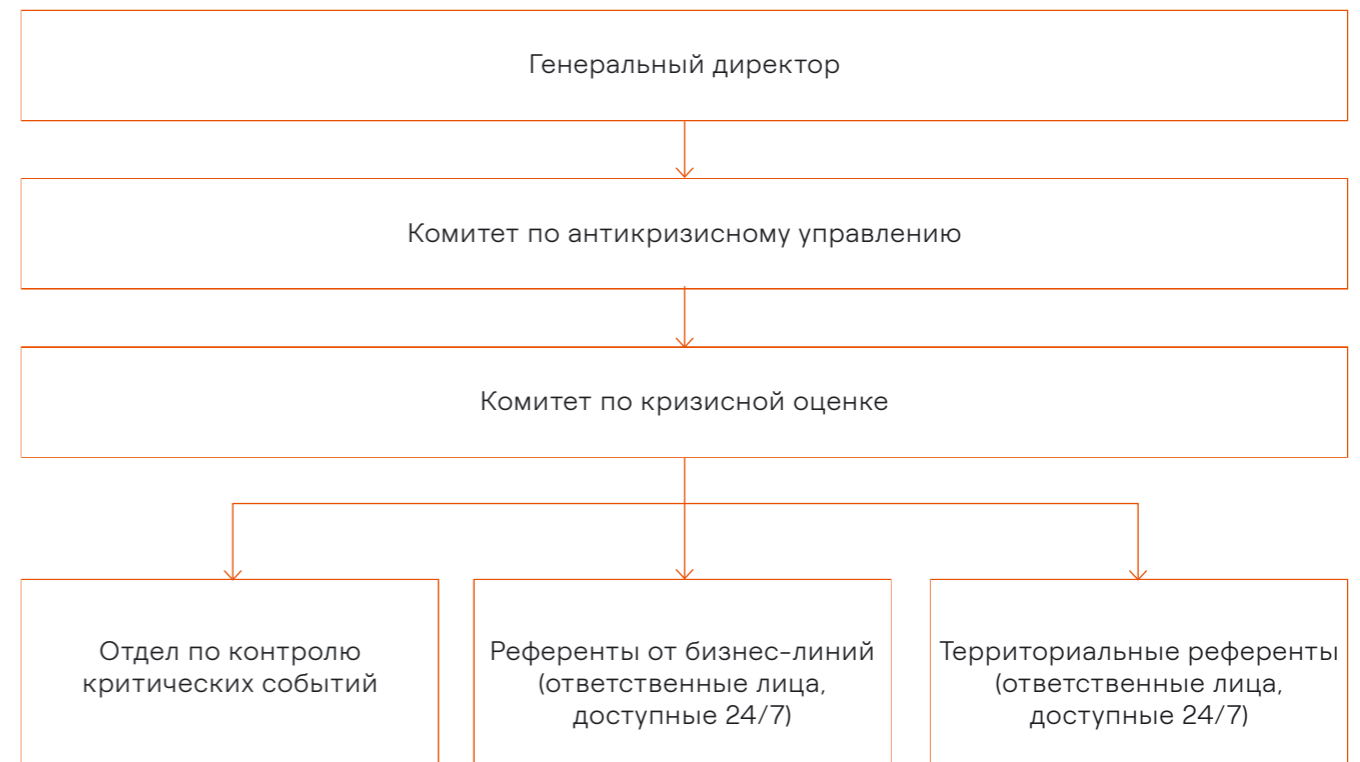 Генеральный директор
Комитет по антикризисному управлению
Комитет по кризисной оценке
Отдел по контролю
критических событий
Референты от бизнес-линий
(ответственные лица,
доступные 24/7)
Территориальные референты
(ответственные лица,
доступные 24/7)